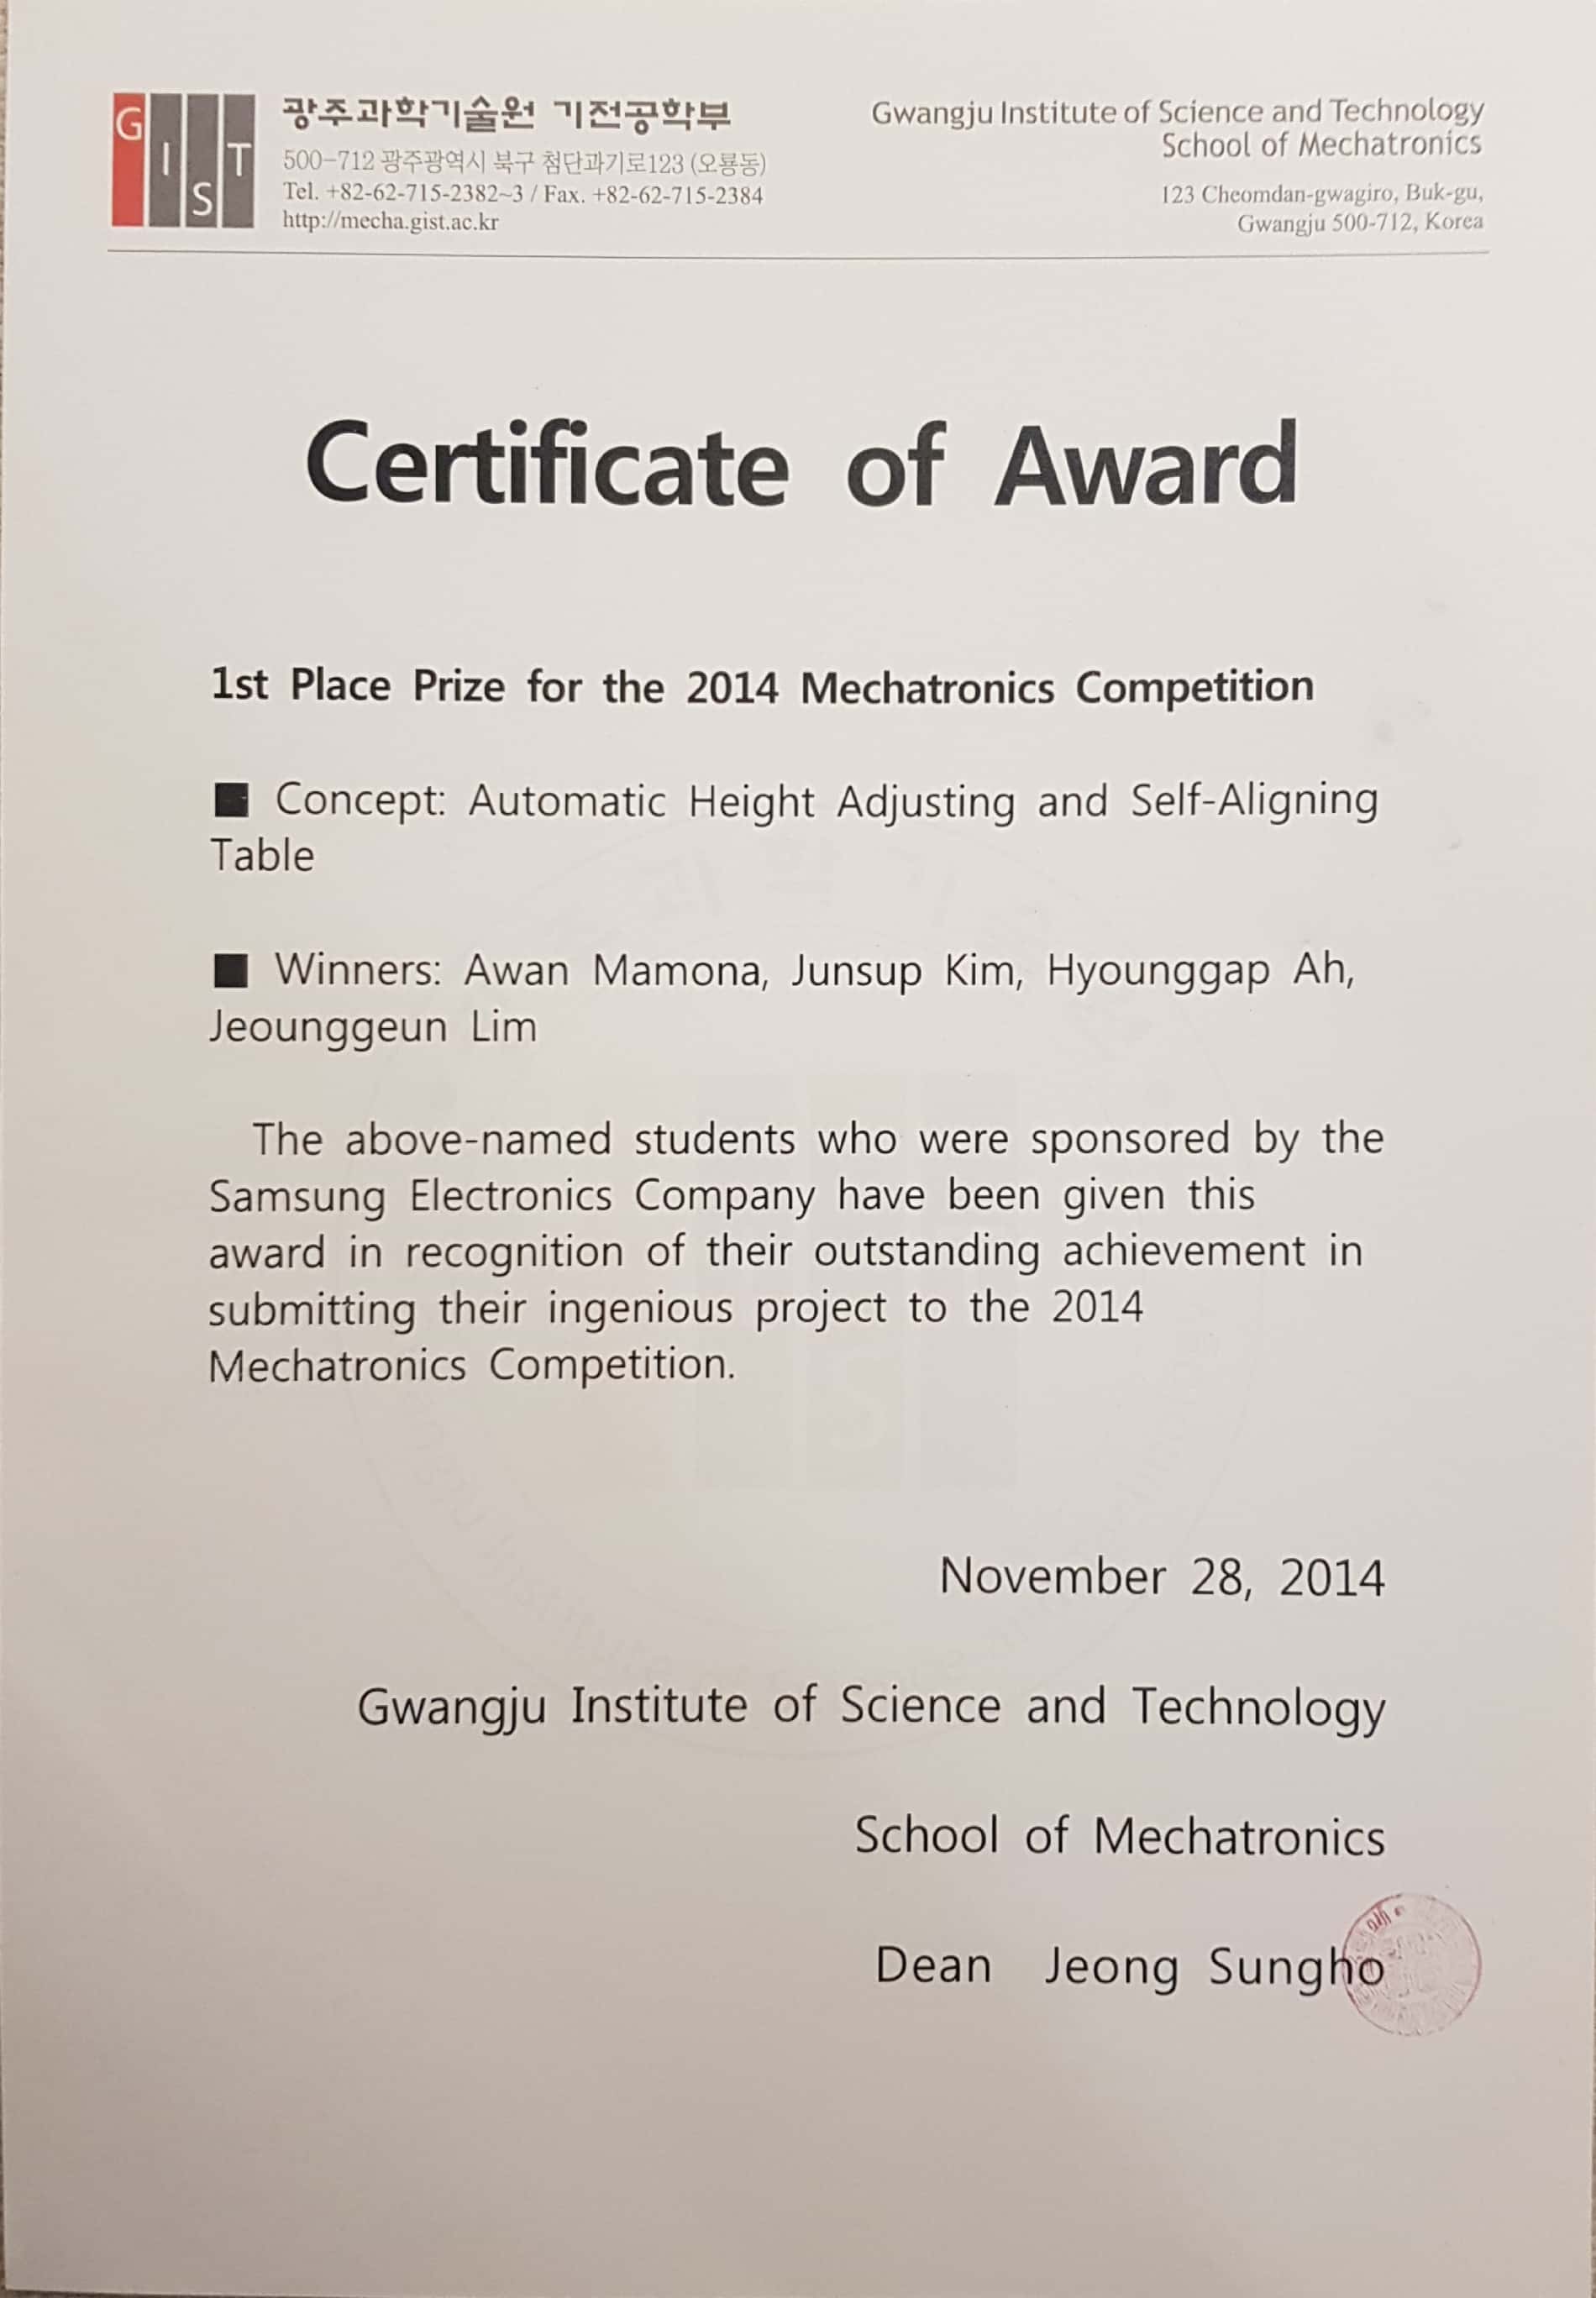 GIST
광주과학기술원 기전공학부
500-712 광주광역시 북구 첨단과기로123 (오룡동)
Tel. +82-62-715-2382~3 / Fax. +82-62-715-2384
http://mecha.gist.ac.kr
Gwangju Institute of Science and Technology
School of Mechatronics
123 Cheomdan-gwagiro, Buk-gu,
Gwangju 500-712, Korea
Certificate of Award
1st Place Prize for the 2014 Mechatronics Competition
■ Concept: Automatic Height Adjusting and Self-Aligning
Table
■ Winners: Awan Mamona, Junsup Kim, Hyounggap Ah,
Jeounggeun Lim
The above-named students who were sponsored by the
Samsung Electronics Company have been given this
award in recognition of their outstanding achievement in
submitting their ingenious project to the 2014
Mechatronics Competition.
November 28, 2014
Gwangju Institute of Science and Technology
School of Mechatronics
Dean Jeong Sungho